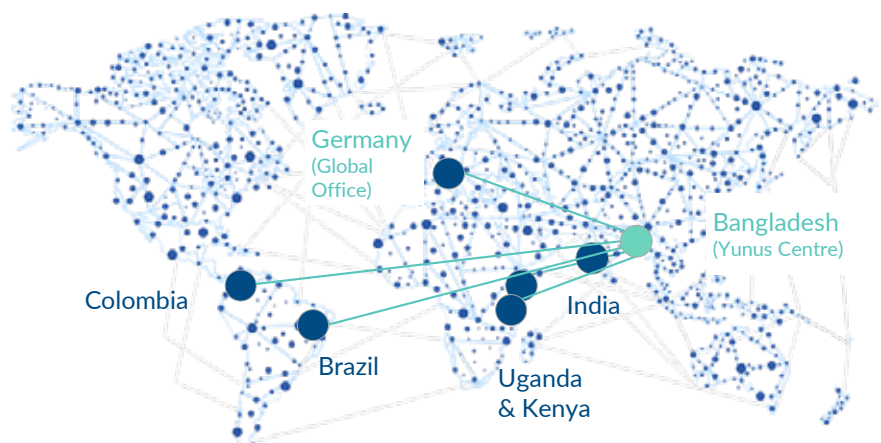 Germany
(Global
Office)
Bangladesh
(Yunus Centre)
Colombia
India
Brazil
Uganda
& Kenya